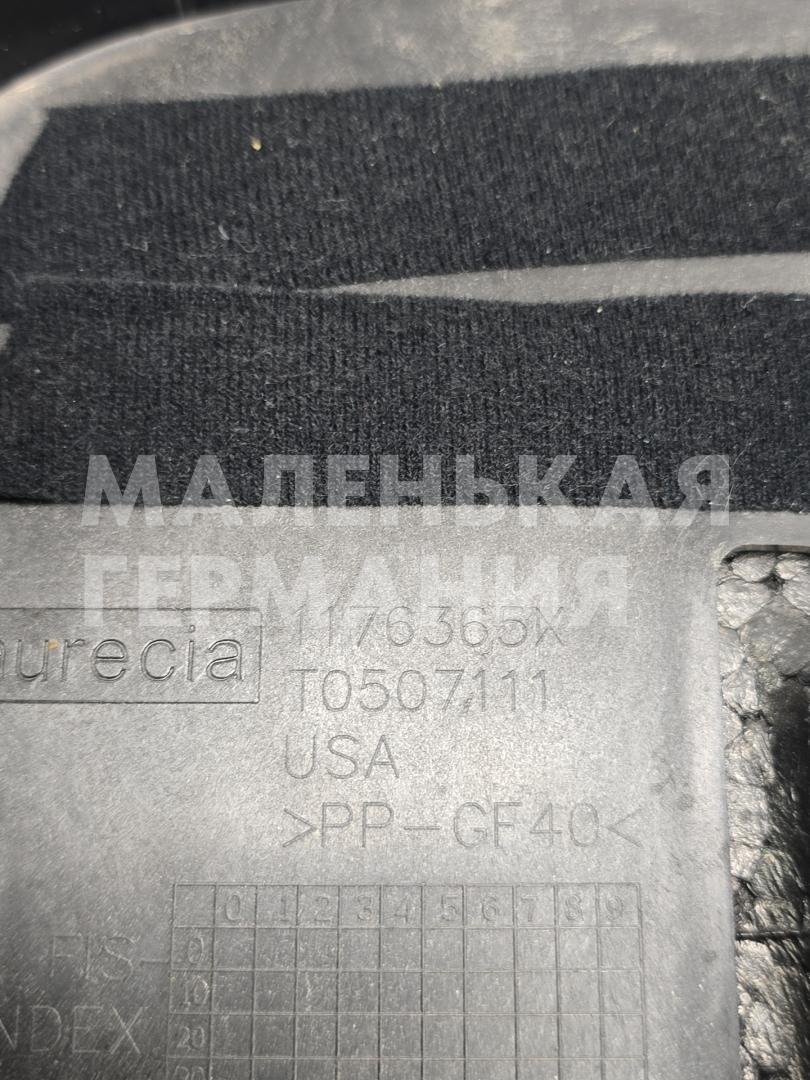 МАЛЕНЬКАЯ
ГЕРМАНИЯ
1176365X
aurecia
T0507111
USA
>PP-GF40<
0 1 2 3 4 5 6 7 8 9
FIS- 0
10
NDEX 20